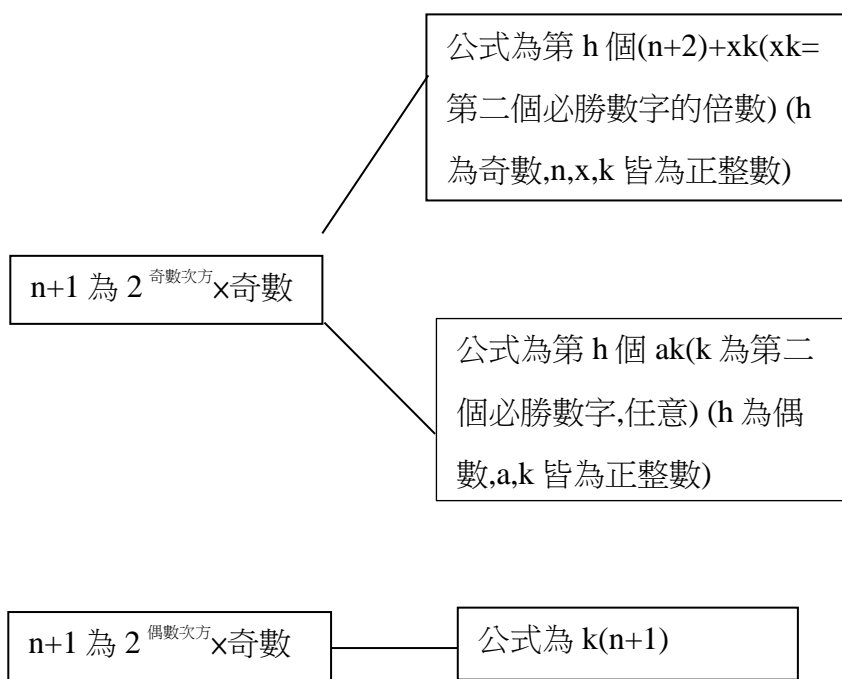 公式為第 h 個(n+2)+xk(xk=
第二個必勝數字的倍數) (h
為奇數,n,x,k 皆為正整數)
n+1 為 2 奇數次方×奇數
公式為第 h 個 ak(k 為第二
個必勝數字,任意) (h 為偶
數,a,k 皆為正整數)
n+1 為 2 偶數次方×奇數
公式為 k(n+1)